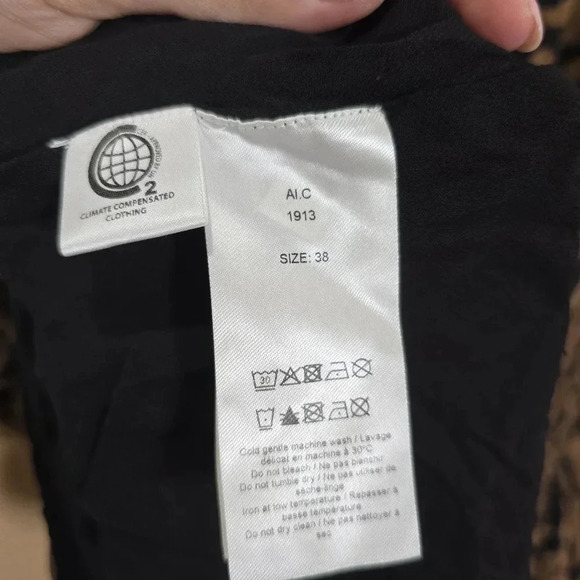 2
CLIMATE COMPENSATED
CLOTHING
AI.C
1913
SIZE: 38
30
Cold gentle machine wash / Lavage
délicat en machine à 30°C
Do not bleach / Ne pas blanchir
Do not tumble dry / Ne pas utiliser de
sèche-linge
Iron at low temperature / Repasser à
basse température
Do not dry clean / Ne pas nettoyer à
sec